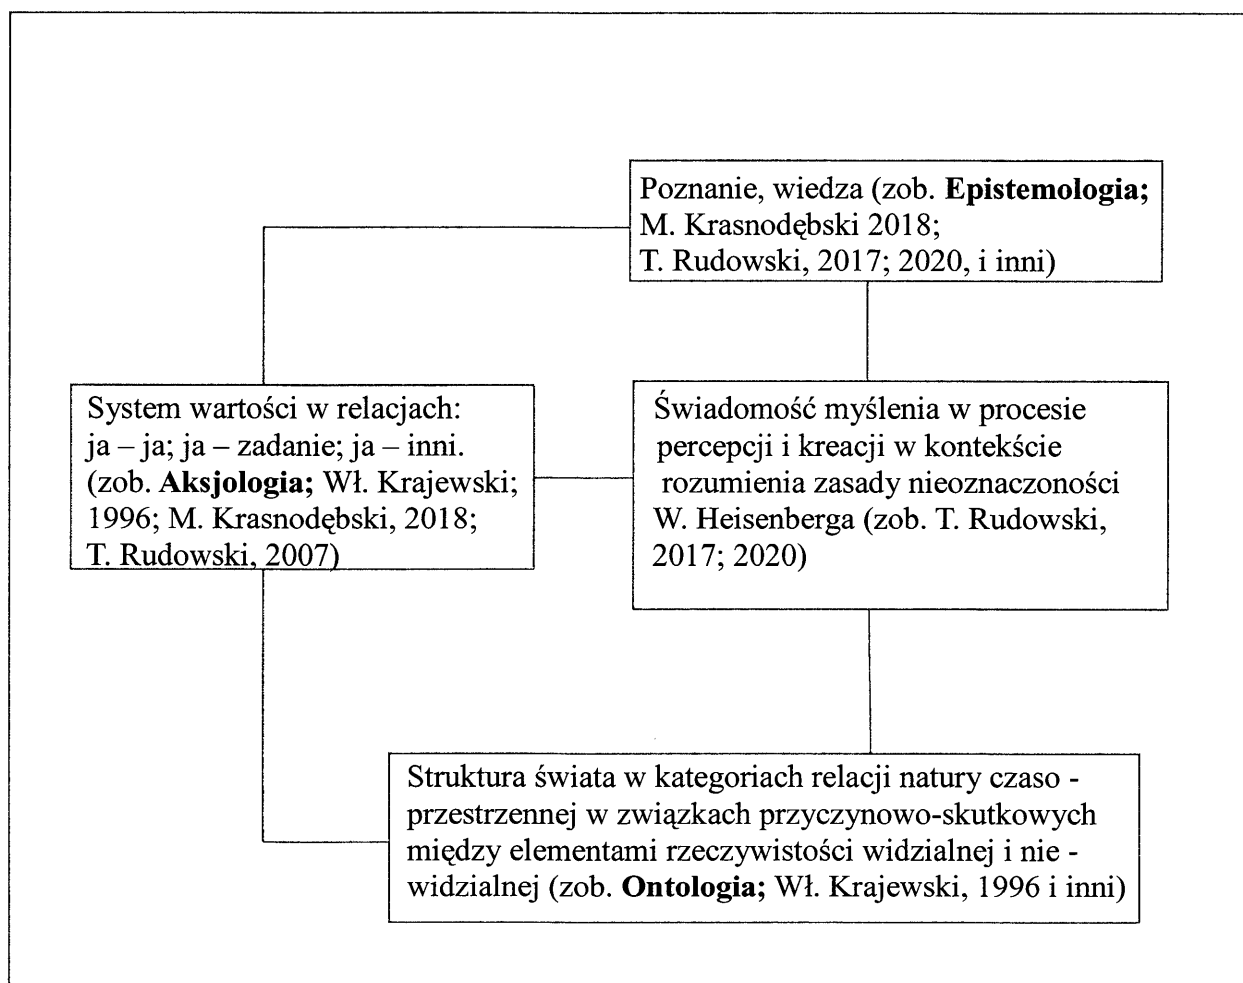 Poznanie, wiedza (zob. Epistemologia;
M. Krasnodębski 2018;
T. Rudowski, 2017; 2020, i inni)
System wartości w relacjach:
ja – ja; ja – zadanie; ja – inni.
(zob. Aksjologia; Wł. Krajewski;
1996; M. Krasnodębski, 2018;
T. Rudowski, 2007)
Świadomość myślenia w procesie
percepcji i kreacji w kontekście
rozumienia zasady nieoznaczoności
W. Heisenberga (zob. T. Rudowski,
2017; 2020)
Struktura świata w kategoriach relacji natury czaso -
przestrzennej w związkach przyczynowo-skutkowych
między elementami rzeczywistości widzialnej i nie -
widzialnej (zob. Ontologia; Wł. Krajewski, 1996 i inni)